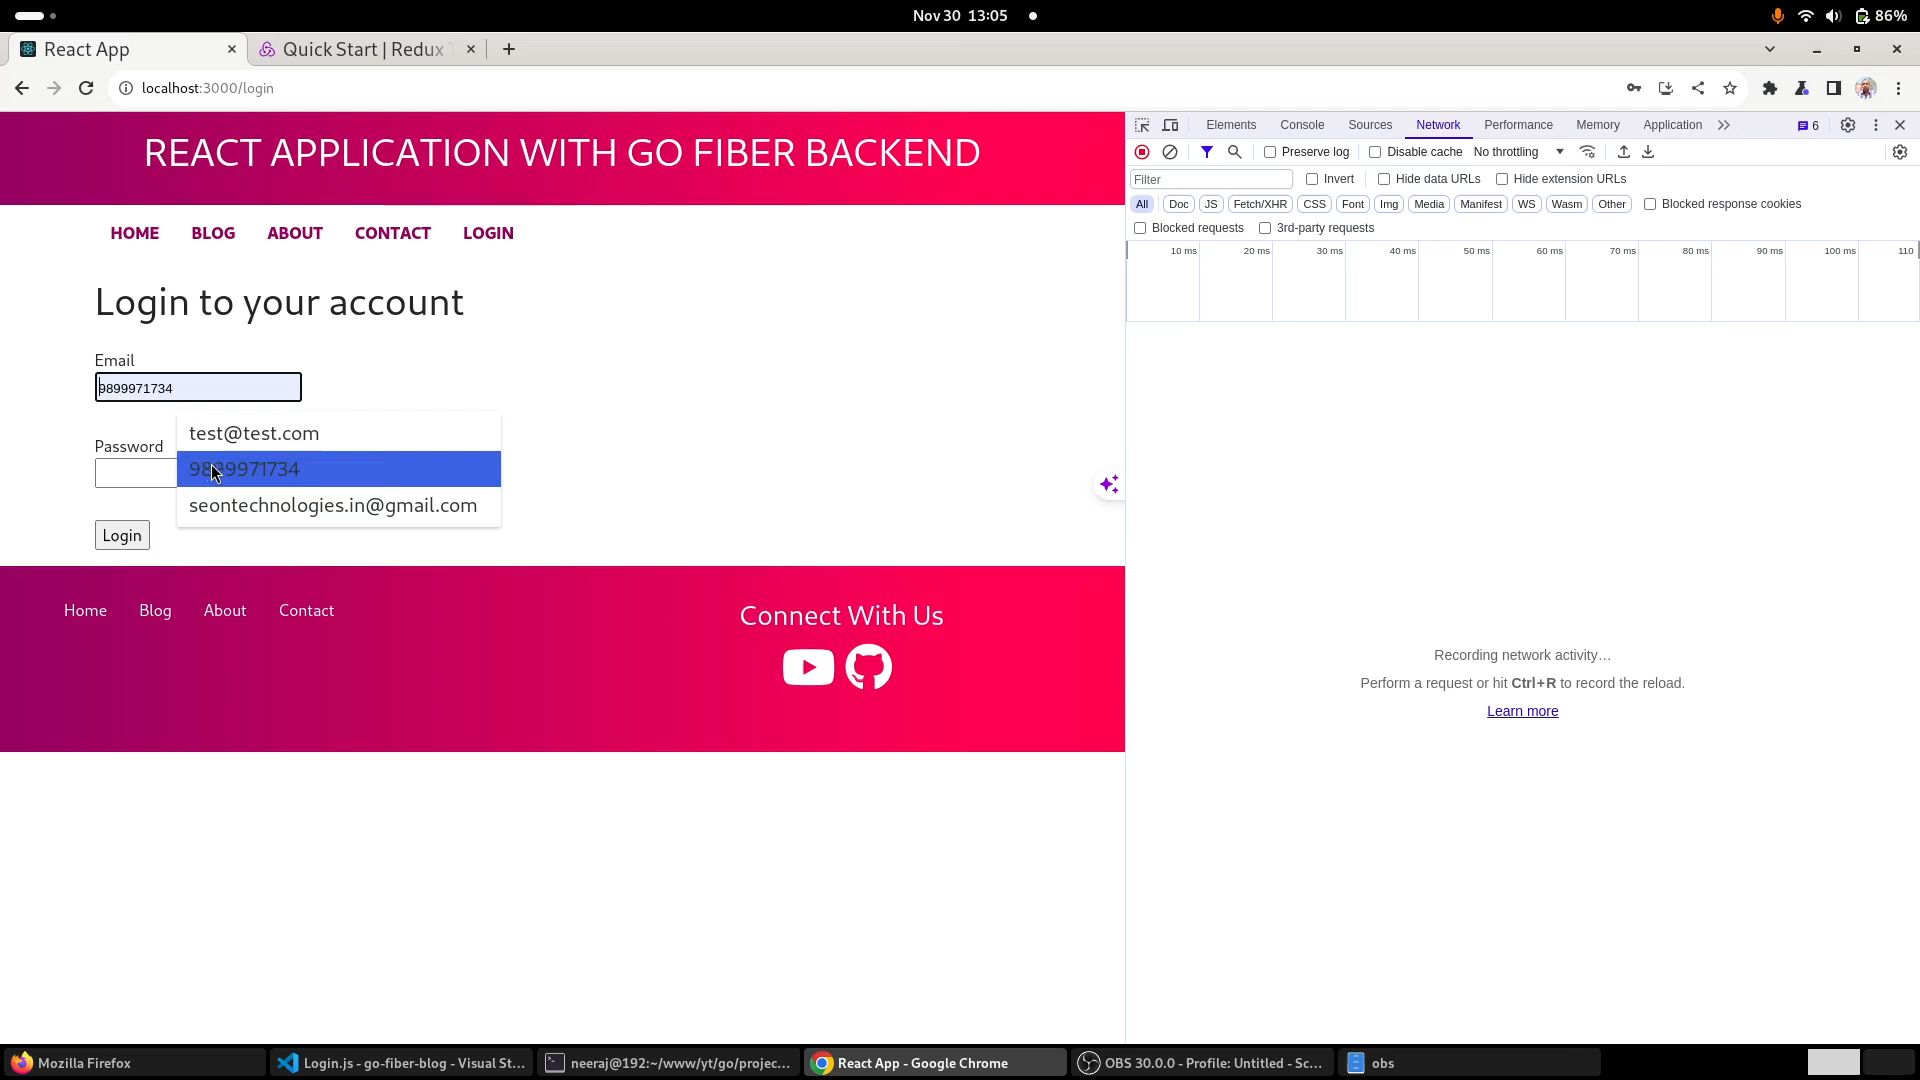 Nov 30 13:05
86%
React App
Quick Start | Redux T
localhost:3000/login
REACT APPLICATION WITH GO FIBER BACKEND
HOME BLOG ABOUT CONTACT LOGIN
Login to your account
Email
9899971734
test@test.com
Password
9899971734
seontechnologies.in@gmail.com
Login
Home Blog About Contact
Connect With Us
Elements Console Sources Network Performance Memory Application 6
Preserve log Disable cache No throttling
Filter Invert Hide data URLs Hide extension URLs
All Doc JS Fetch/XHR CSS Font Img Media Manifest WS Wasm Other Blocked response cookies
Blocked requests 3rd-party requests
10 ms 20 ms 30 ms 40 ms 50 ms 60 ms 70 ms 80 ms 90 ms 100 ms 110
Recording network activity…
Perform a request or hit Ctrl+R to record the reload.
Learn more
Mozilla Firefox Login.js - go-fiber-blog - Visual St... neeraj@192:~/www/yt/go/projec... React App - Google Chrome OBS 30.0.0 - Profile: Untitled - Sc... obs